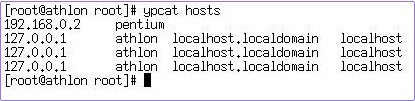 [root@athlon root]# ypcat hosts
192.168.0.2     pentium
127.0.0.1       athlon  localhost.localdomain   localhost
127.0.0.1       athlon  localhost.localdomain   localhost
127.0.0.1       athlon  localhost.localdomain   localhost
[root@athlon root]#